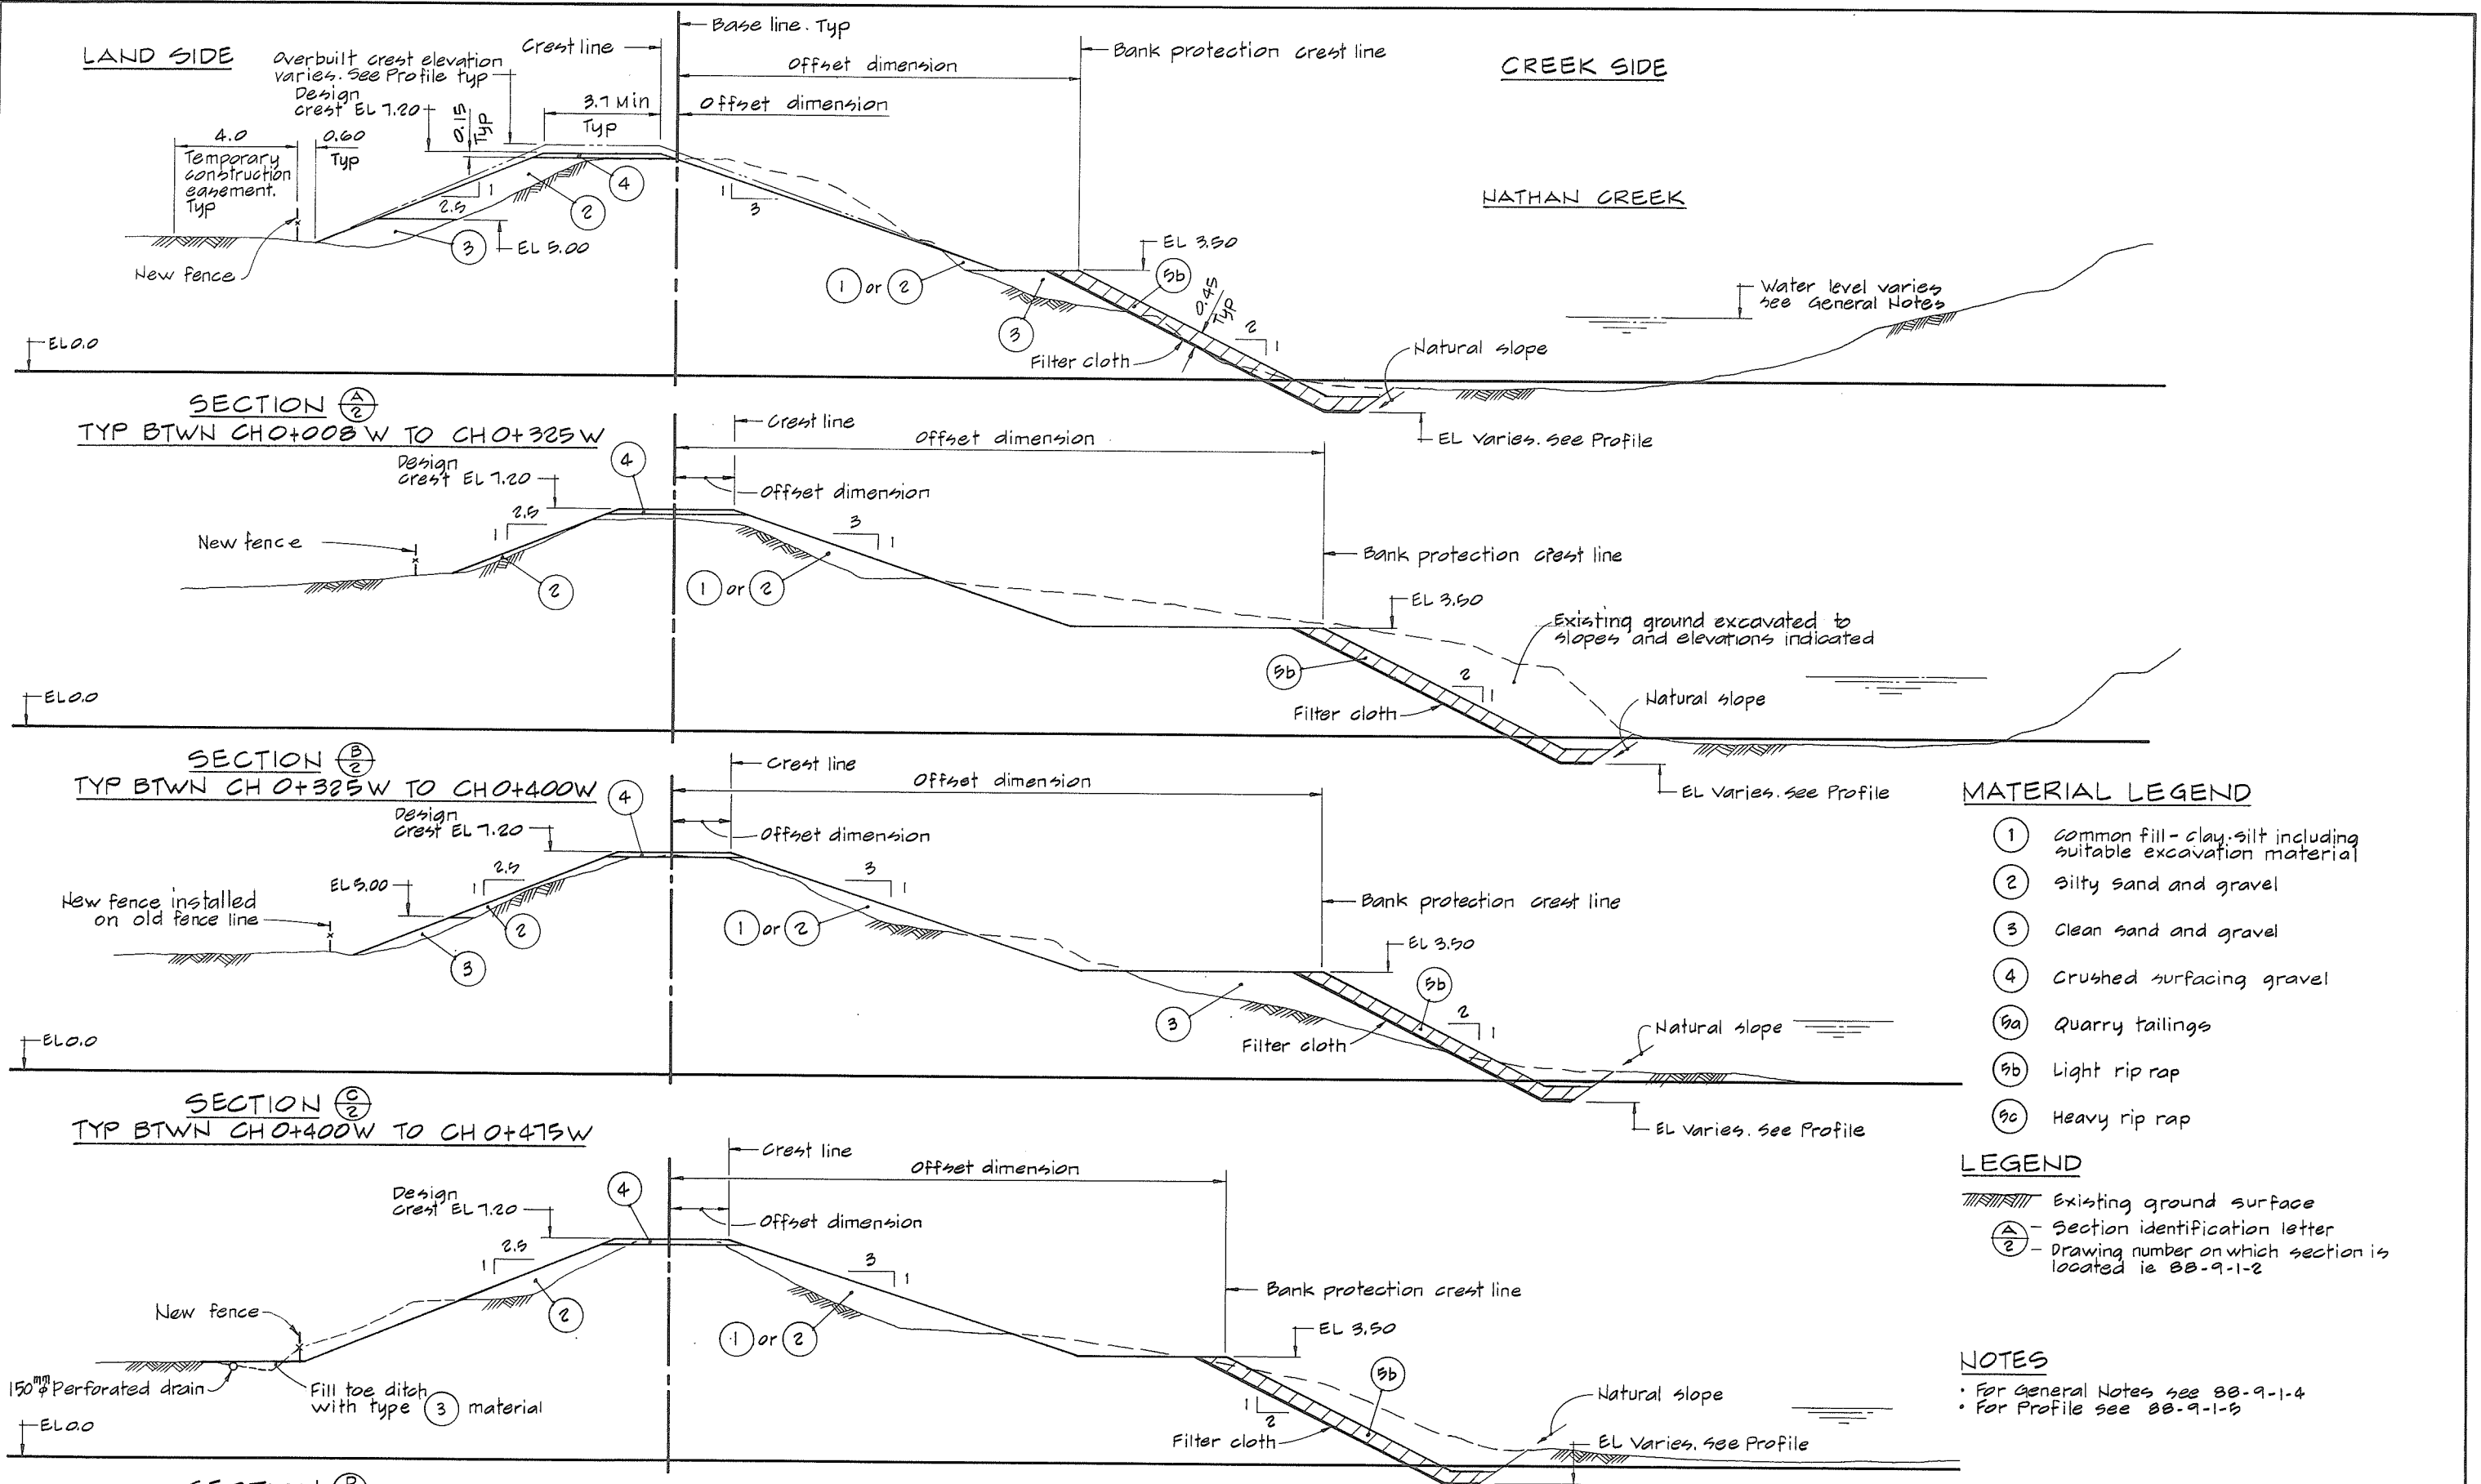 LAND SIDE
CREEK SIDE
NATHAN CREEK
Base line. Typ
Crest line
Bank protection crest line
Offset dimension
Offset dimension
Overbuilt crest elevation
varies. See Profile typ
Design
crest EL 7.20
0.15
Typ
3.7 Min
Typ
4.0
Temporary
construction
easement.
Typ
0.60
Typ
New fence
1
2.5
4
2
3
EL 5.00
1
3
1 or 2
3
EL 3.50
5b
0.45
Typ
2
1
Filter cloth
Natural slope
Water level varies
see General Notes
EL 0.0
EL Varies. See Profile
SECTION A
2
TYP BTWN CH 0+008 W TO CH 0+325 W
Crest line
Offset dimension
Design
crest EL 7.20
4
Offset dimension
2.5
1
3
1
New fence
2
1 or 2
Bank protection crest line
EL 3.50
Existing ground excavated to
slopes and elevations indicated
5b
2
1
Filter cloth
Natural slope
EL 0.0
EL Varies. See Profile
SECTION B
2
TYP BTWN CH 0+325W TO CH 0+400W
Crest line
Offset dimension
Design
crest EL 7.20
4
Offset dimension
2.5
1
3
1
EL 5.00
New fence installed
on old fence line
2
3
1 or 2
Bank protection crest line
EL 3.50
5b
3
2
1
Filter cloth
Natural slope
EL 0.0
EL Varies. See Profile
SECTION C
2
TYP BTWN CH 0+400W TO CH 0+475W
Crest line
Offset dimension
Design
crest EL 7.20
4
Offset dimension
2.5
1
3
1
New fence
2
1 or 2
Bank protection crest line
EL 3.50
5b
150mm ø Perforated drain
Fill toe ditch
with type 3 material
1
2
Filter cloth
Natural slope
EL 0.0
EL Varies. See Profile
MATERIAL LEGEND
1 Common fill - clay-silt including
suitable excavation material
2 Silty sand and gravel
3 Clean sand and gravel
4 Crushed surfacing gravel
5a Quarry tailings
5b Light rip rap
5c Heavy rip rap
LEGEND
Existing ground surface
A - Section identification letter
2 - Drawing number on which section is
located ie 88-9-1-2
NOTES
• For General Notes see 88-9-1-4
• For Profile see 88-9-1-5